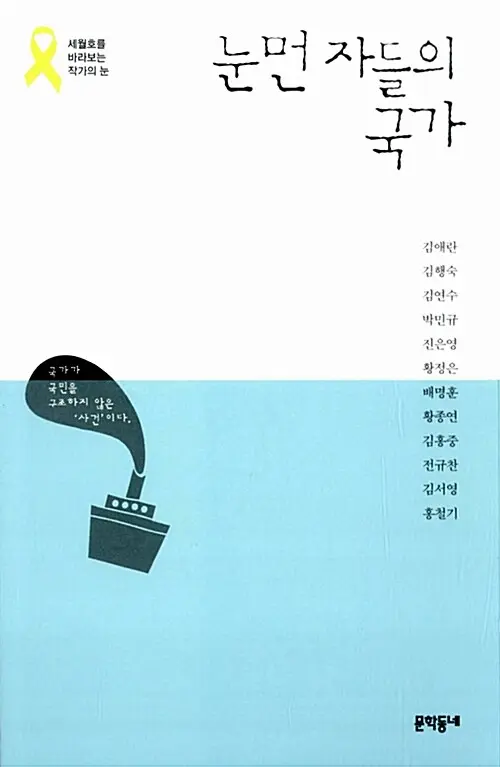 세월호를
바라보는
작가의 눈
눈먼 자들의
국가
김애란
김행숙
김연수
박민규
진은영
황정은
배명훈
황종연
김홍중
전규찬
김서영
홍철기
국가가
국민을
구조하지 않은
'사건'이다.
문학동네